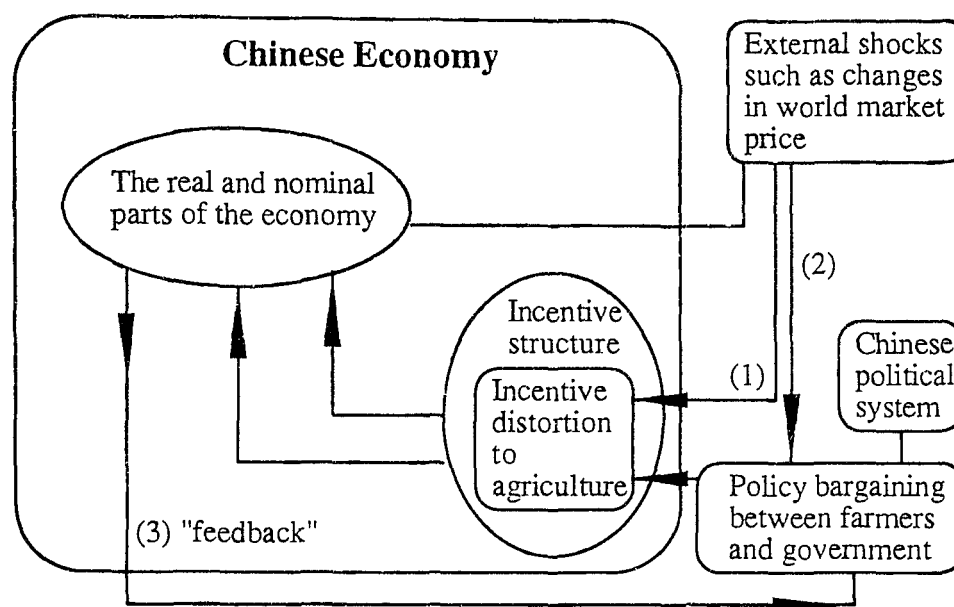 Chinese Economy
External shocks
such as changes
in world market
price
The real and nominal
parts of the economy
(2)
Incentive
structure
(1)
Chinese
political
system
Incentive
distortion
to
agriculture
Policy bargaining
between farmers
and government
(3) "feedback"